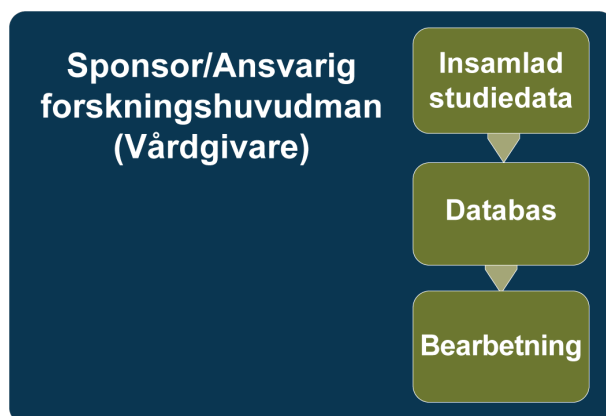 Sponsor/Ansvarig
forskningshuvudman
(Vårdgivare)
Insamlad
studiedata
Databas
Bearbetning